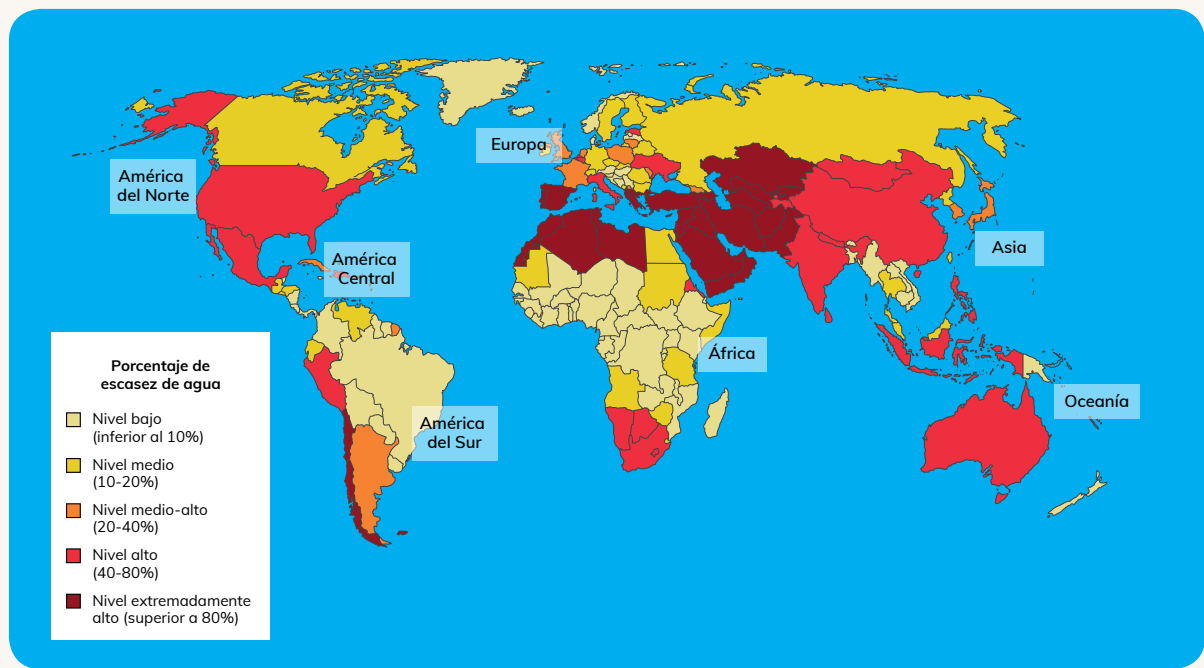 América
del Norte
Europa
América
Central
Asia
África
Oceanía
América
del Sur
Porcentaje de
escasez de agua
Nivel bajo
(inferior al 10%)
Nivel medio
(10-20%)
Nivel medio-alto
(20-40%)
Nivel alto
(40-80%)
Nivel extremadamente
alto (superior a 80%)